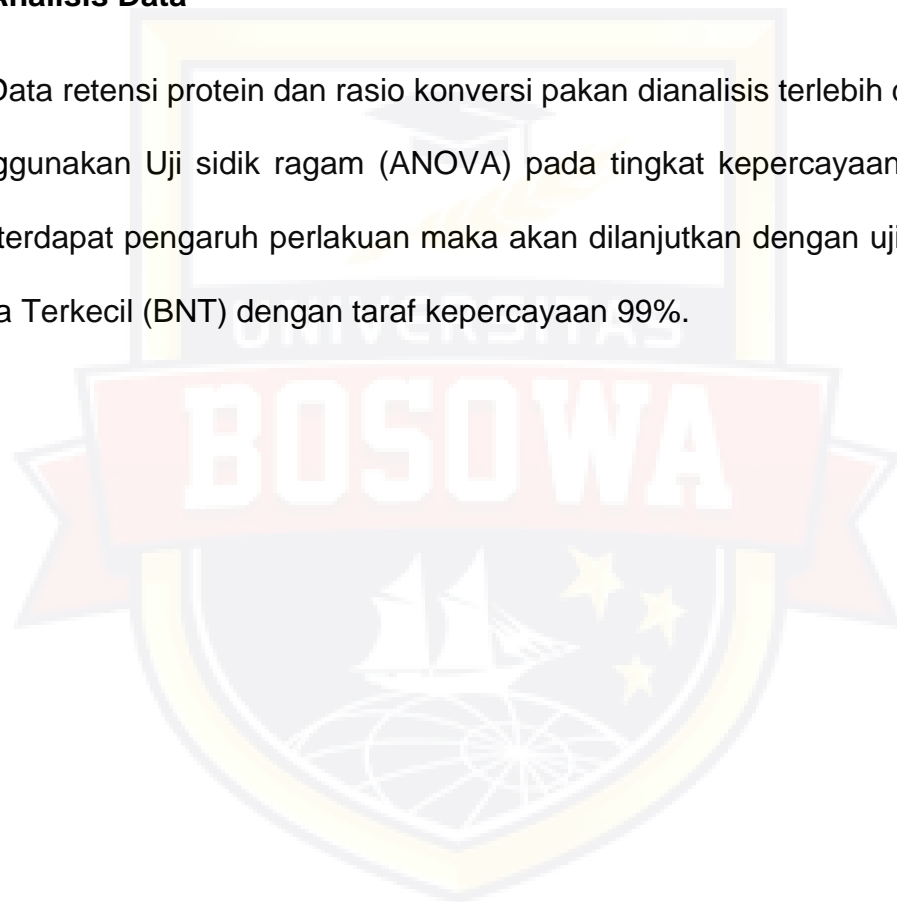 Analisis Data
Data retensi protein dan rasio konversi pakan dianalisis terlebih
ggunakan Uji sidik ragam (ANOVA) pada tingkat kepercayaan
terdapat pengaruh perlakuan maka akan dilanjutkan dengan uji
a Terkecil (BNT) dengan taraf kepercayaan 99%.
UNIVERSITAS
BOSOWA